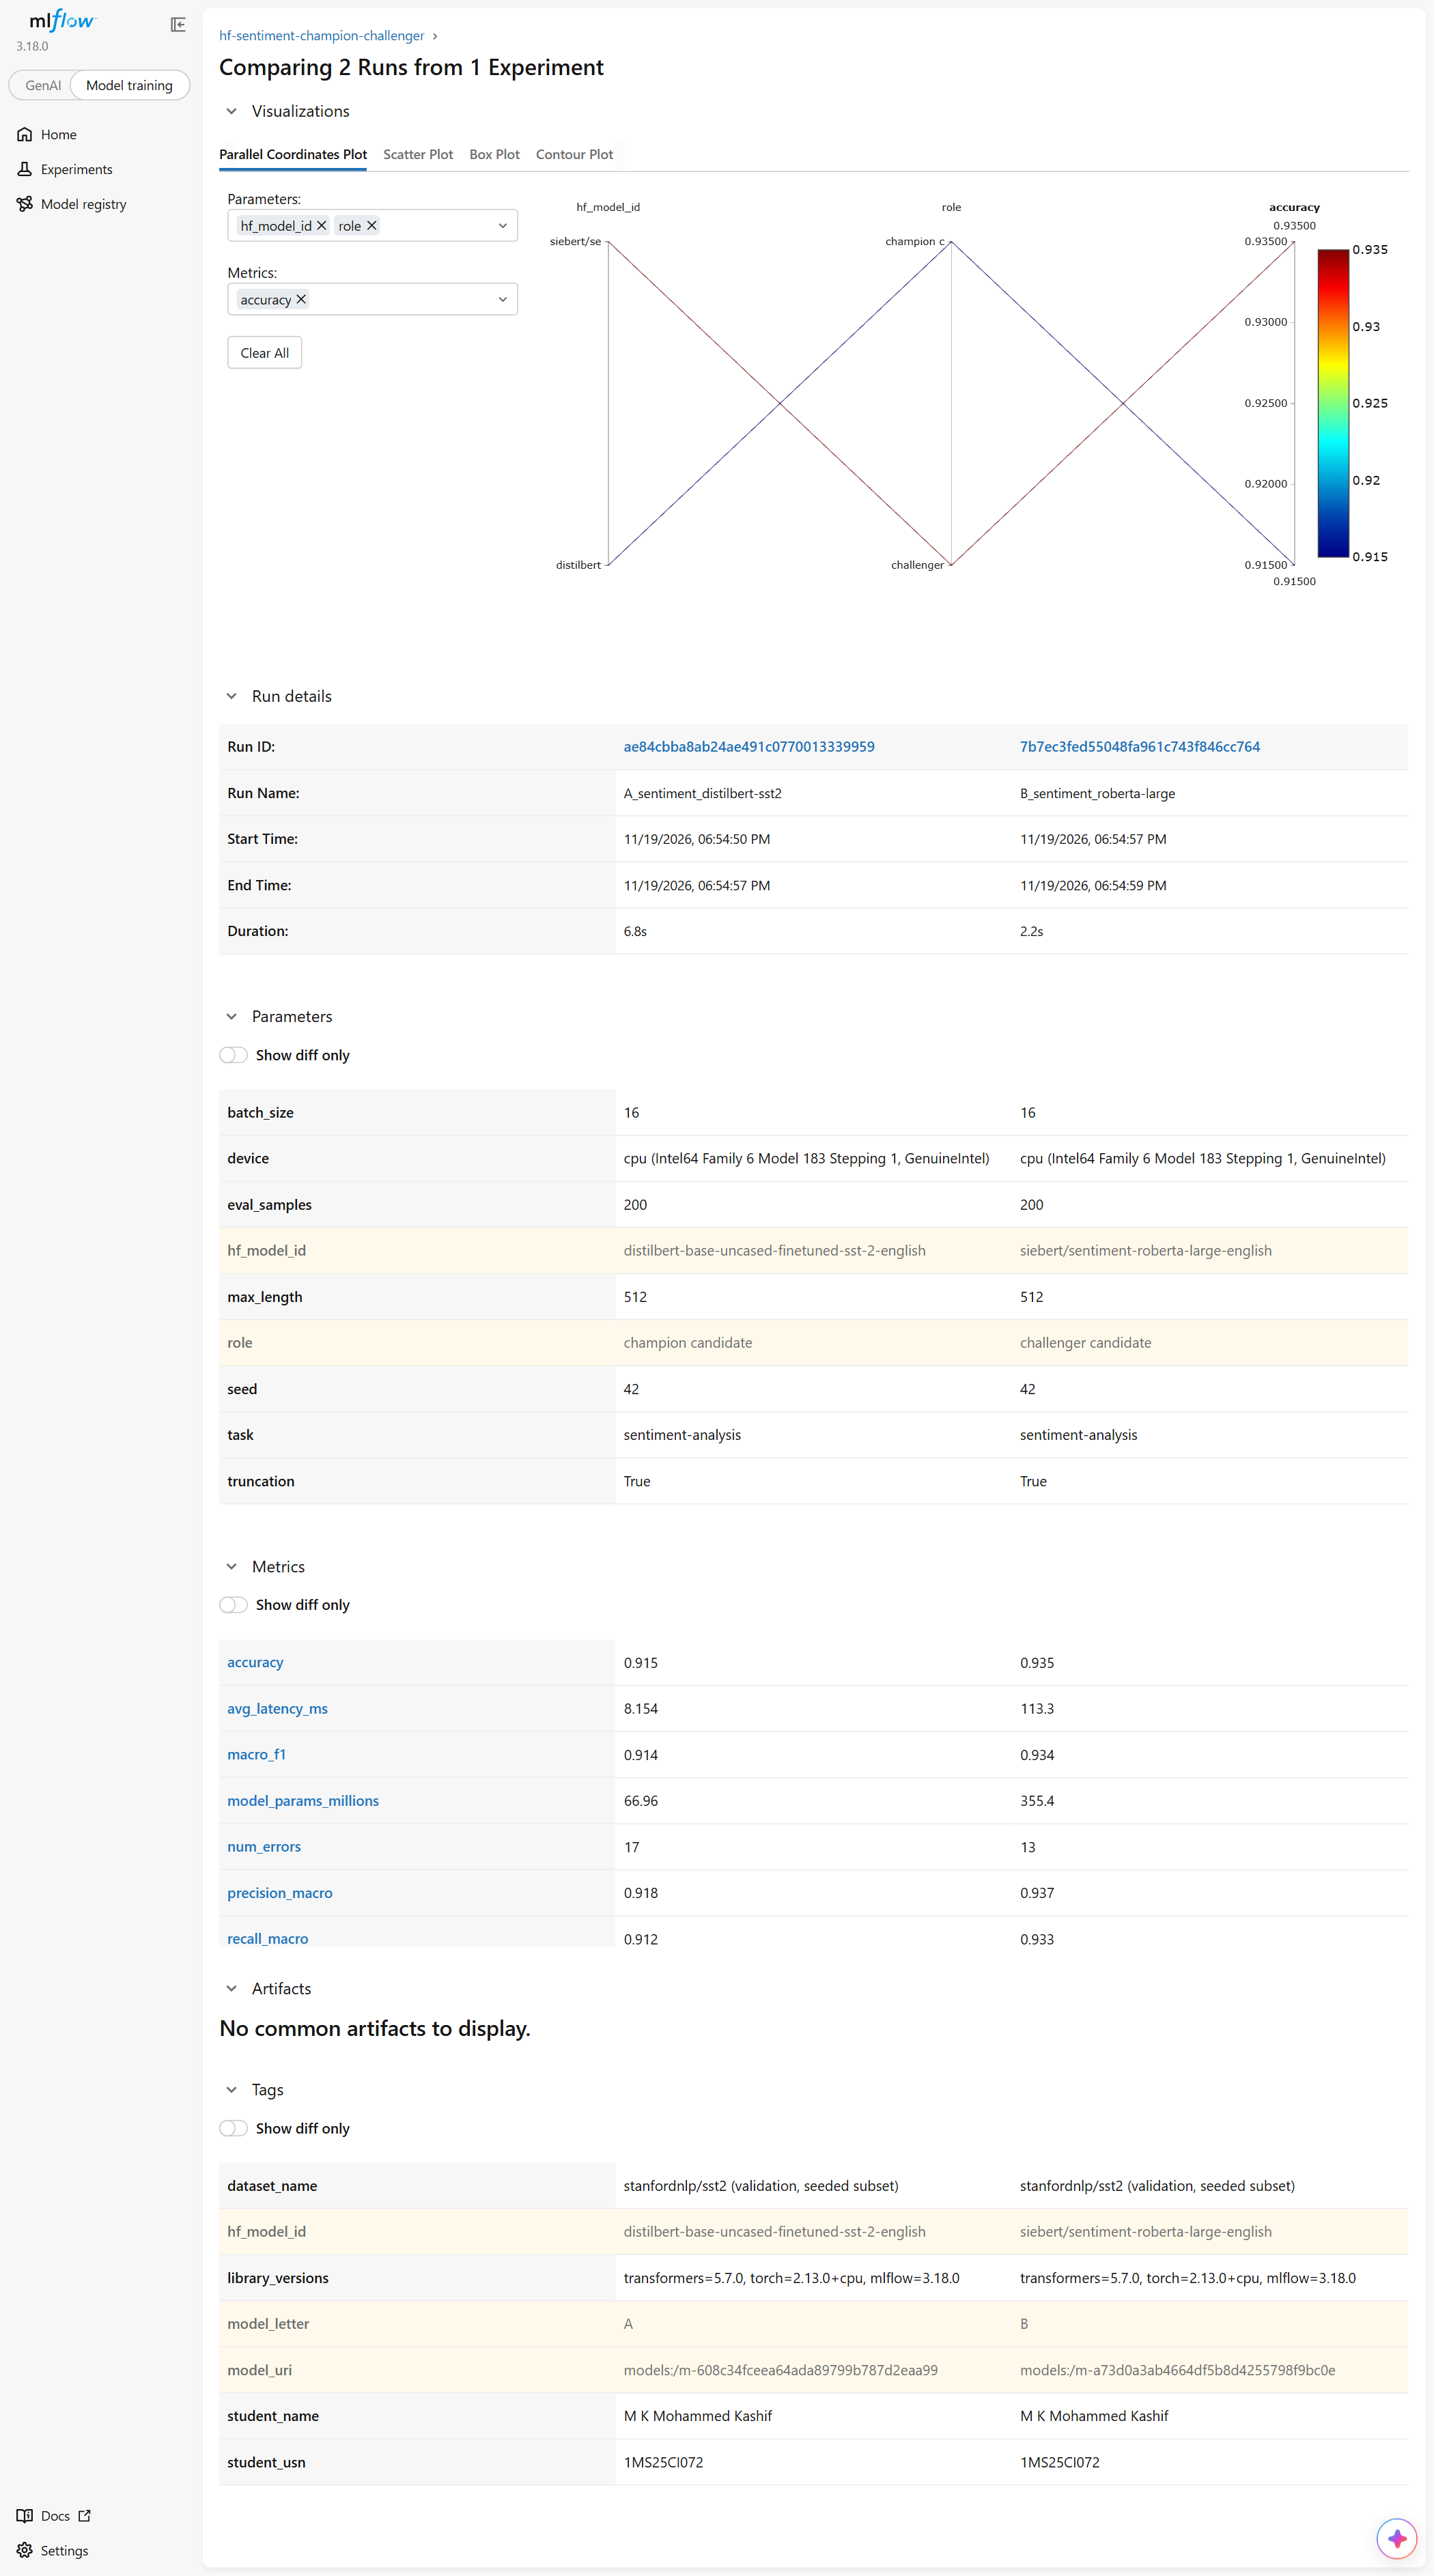 mlflow
3.18.0
GenAI Model training
Home
Experiments
Model registry
hf-sentiment-champion-challenger
Comparing 2 Runs from 1 Experiment
Visualizations
Parallel Coordinates Plot Scatter Plot Box Plot Contour Plot
Parameters:
hf_model_id role
Metrics:
accuracy
Clear All
hf_model_id role accuracy
0.93500
siebert/se champion c 0.93500
0.93000
0.92500
0.92000
distilbert challenger 0.91500
0.91500
0.935
0.93
0.925
0.92
0.915
Run details
Run ID: ae84cbba8ab24ae491c0770013339959 7b7ec3fed55048fa961c743f846cc764
Run Name: A_sentiment_distilbert-sst2 B_sentiment_roberta-large
Start Time: 11/19/2026, 06:54:50 PM 11/19/2026, 06:54:57 PM
End Time: 11/19/2026, 06:54:57 PM 11/19/2026, 06:54:59 PM
Duration: 6.8s 2.2s
Parameters
Show diff only
batch_size 16 16
device cpu (Intel64 Family 6 Model 183 Stepping 1, GenuineIntel) cpu (Intel64 Family 6 Model 183 Stepping 1, GenuineIntel)
eval_samples 200 200
hf_model_id distilbert-base-uncased-finetuned-sst-2-english siebert/sentiment-roberta-large-english
max_length 512 512
role champion candidate challenger candidate
seed 42 42
task sentiment-analysis sentiment-analysis
truncation True True
Metrics
Show diff only
accuracy 0.915 0.935
avg_latency_ms 8.154 113.3
macro_f1 0.914 0.934
model_params_millions 66.96 355.4
num_errors 17 13
precision_macro 0.918 0.937
recall_macro 0.912 0.933
Artifacts
No common artifacts to display.
Tags
Show diff only
dataset_name stanfordnlp/sst2 (validation, seeded subset) stanfordnlp/sst2 (validation, seeded subset)
hf_model_id distilbert-base-uncased-finetuned-sst-2-english siebert/sentiment-roberta-large-english
library_versions transformers=5.7.0, torch=2.13.0+cpu, mlflow=3.18.0 transformers=5.7.0, torch=2.13.0+cpu, mlflow=3.18.0
model_letter A B
model_uri models:/m-608c34fceea64ada89799b787d2eaa99 models:/m-a73d0a3ab4664df5b8d4255798f9bc0e
student_name M K Mohammed Kashif M K Mohammed Kashif
student_usn 1MS25CI072 1MS25CI072
Docs
Settings